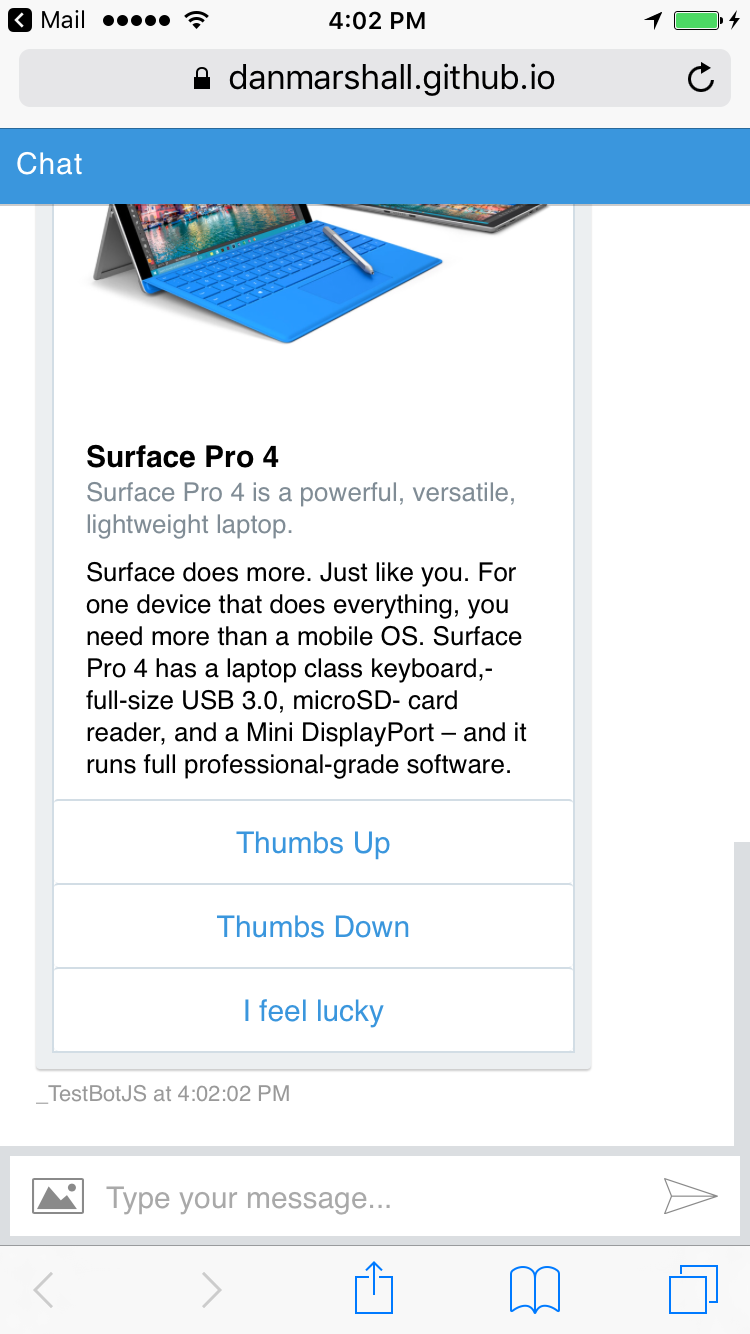 Mail
4:02 PM
danmarshall.github.io
Chat
Surface Pro 4
Surface Pro 4 is a powerful, versatile,
lightweight laptop.
Surface does more. Just like you. For
one device that does everything, you
need more than a mobile OS. Surface
Pro 4 has a laptop class keyboard,-
full-size USB 3.0, microSD- card
reader, and a Mini DisplayPort – and it
runs full professional-grade software.
Thumbs Up
Thumbs Down
I feel lucky
_TestBotJS at 4:02:02 PM
Type your message...